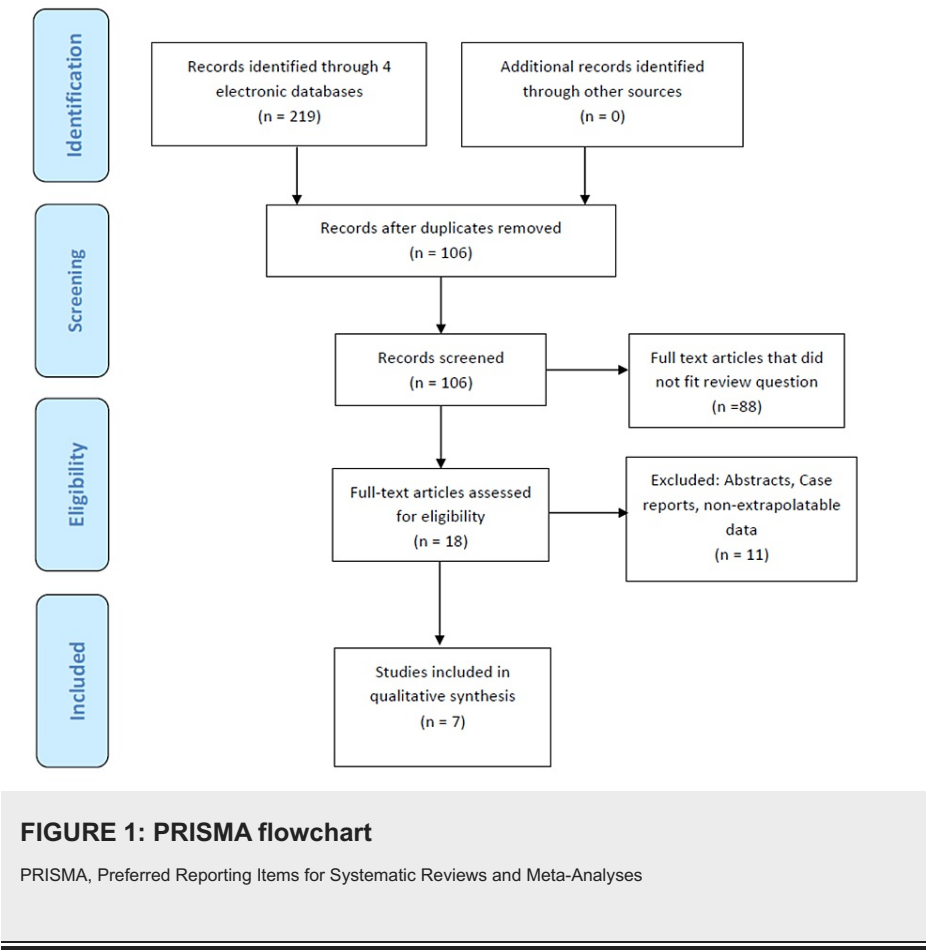 Identification
Records identified through 4
electronic databases
(n = 219)
Additional records identified
through other sources
(n = 0)
Screening
Records after duplicates removed
(n = 106)
Records screened
(n = 106)
Full text articles that did
not fit review question
(n =88)
Eligibility
Full-text articles assessed
for eligibility
(n = 18)
Excluded: Abstracts, Case
reports, non-extrapolatable
data
(n = 11)
Included
Studies included in
qualitative synthesis
(n = 7)
FIGURE 1: PRISMA flowchart
PRISMA, Preferred Reporting Items for Systematic Reviews and Meta-Analyses